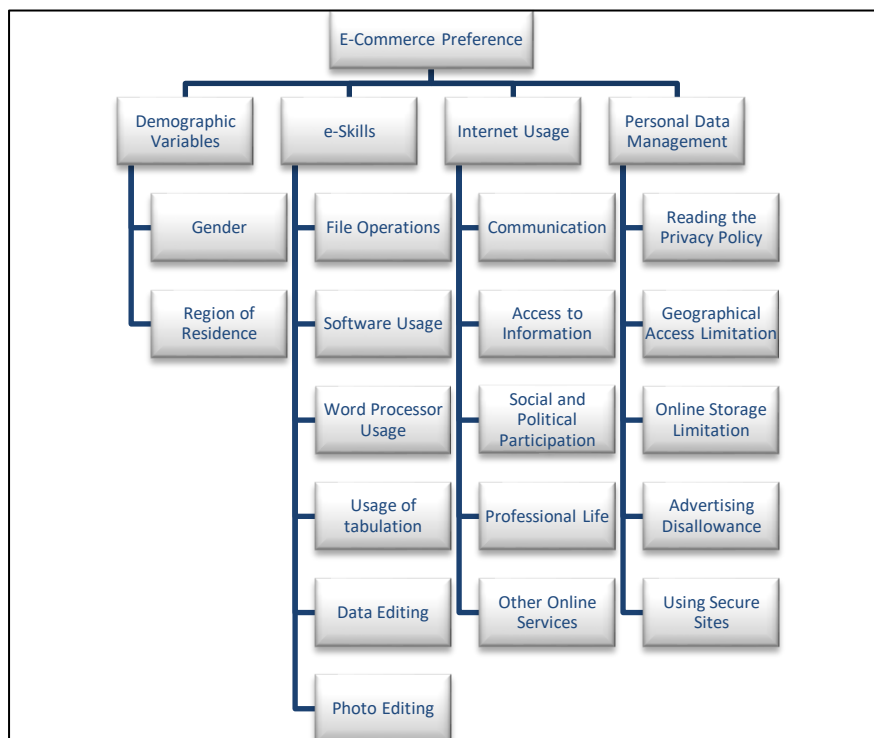 E-Commerce Preference
Demographic
Variables
Gender
Region of
Residence
e-Skills
File Operations
Software Usage
Word Processor
Usage
Usage of
tabulation
Data Editing
Photo Editing
Internet Usage
Communication
Access to
Information
Social and
Political
Participation
Professional Life
Other Online
Services
Personal Data
Management
Reading the
Privacy Policy
Geographical
Access Limitation
Online Storage
Limitation
Advertising
Disallowance
Using Secure
Sites